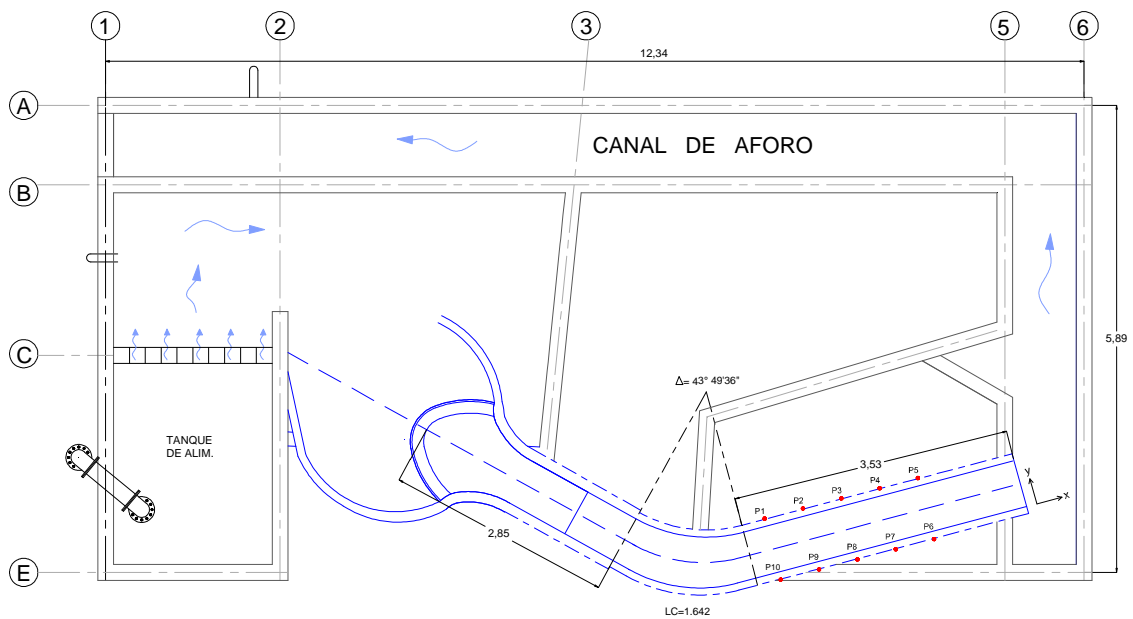 1
2
3
5
6
12,34
A
CANAL DE AFORO
B
5,89
C
Δ= 43° 49'36"
TANQUE
DE ALIM.
3,53
P1
P2
P3
P4
P5
y
x
2,85
P10
P9
P8
P7
P6
E
LC=1.642